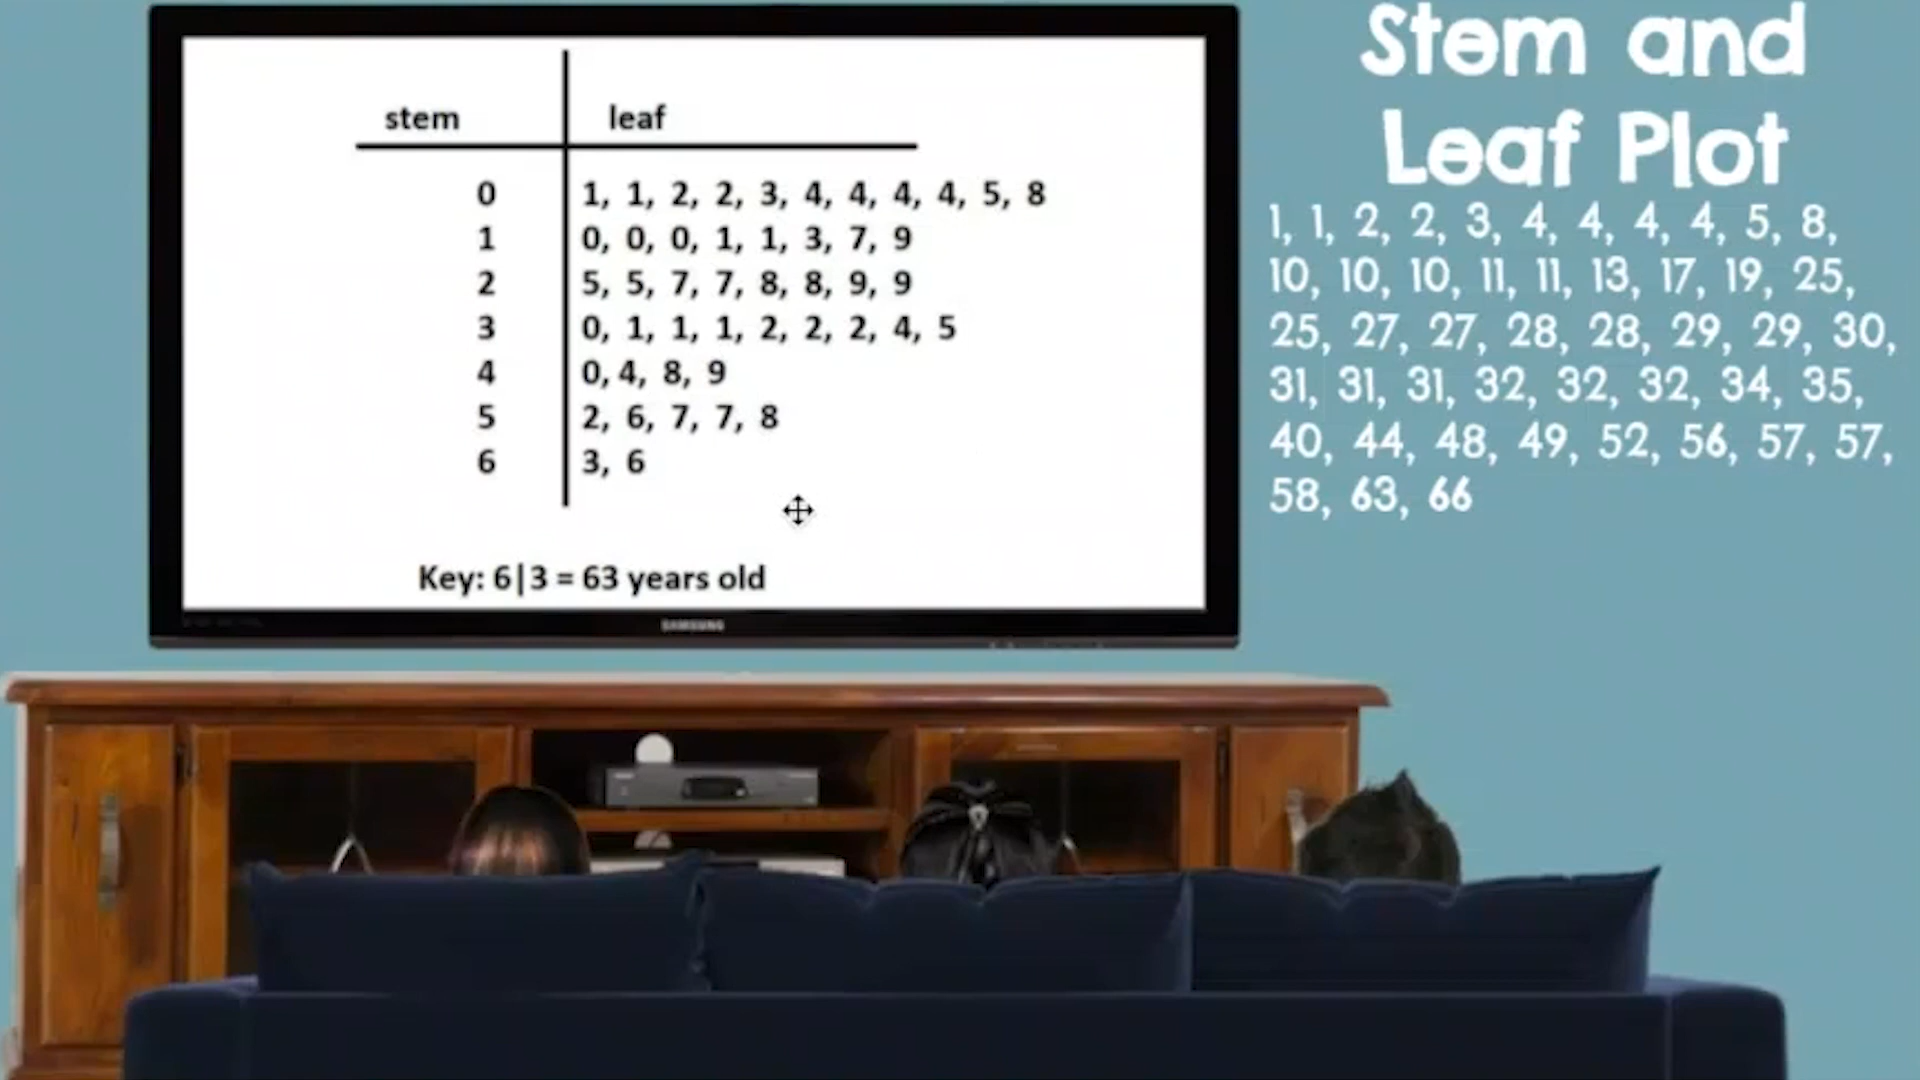 Stem and
Leaf Plot
stem leaf
0 1, 1, 2, 2, 3, 4, 4, 4, 4, 5, 8
1 0, 0, 0, 1, 1, 3, 7, 9
2 5, 5, 7, 7, 8, 8, 9, 9
3 0, 1, 1, 1, 2, 2, 2, 4, 5
4 0, 4, 8, 9
5 2, 6, 7, 7, 8
6 3, 6
Key: 6|3 = 63 years old
SAMSUNG
1, 1, 2, 2, 3, 4, 4, 4, 4, 5, 8,
10, 10, 10, 11, 11, 13, 17, 19, 25,
25, 27, 27, 28, 28, 29, 29, 30,
31, 31, 31, 32, 32, 32, 34, 35,
40, 44, 48, 49, 52, 56, 57, 57,
58, 63, 66